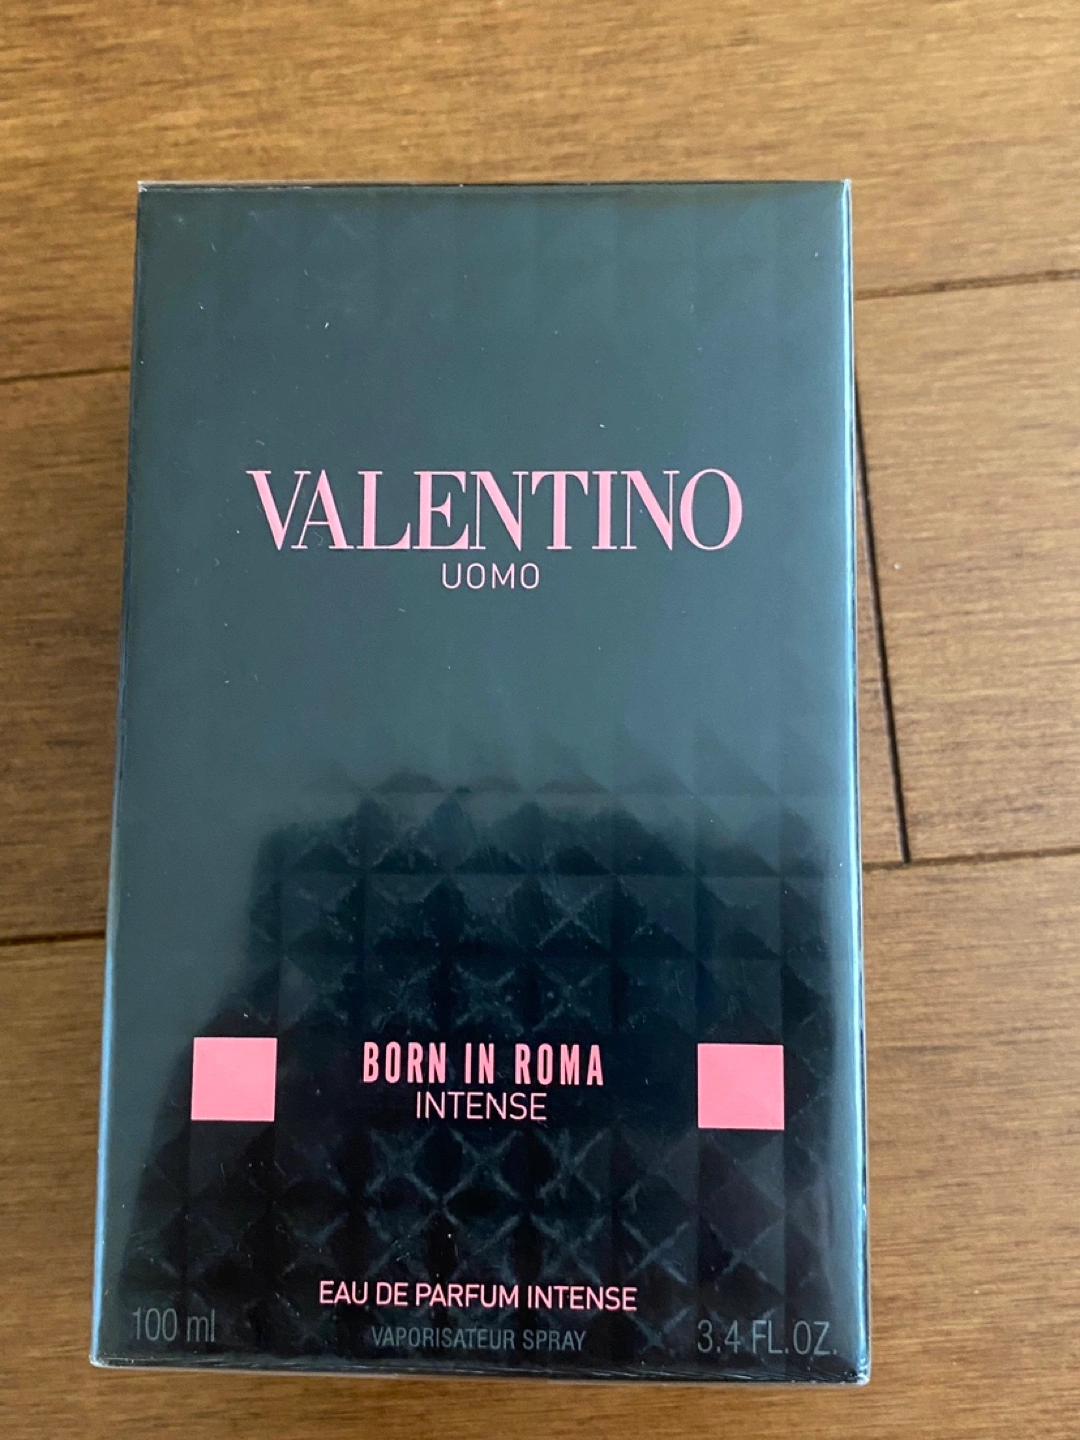 VALENTINO
UOMO
BORN IN ROMA
INTENSE
EAU DE PARFUM INTENSE
100 ml VAPORISATEUR SPRAY 3.4 FL.OZ.